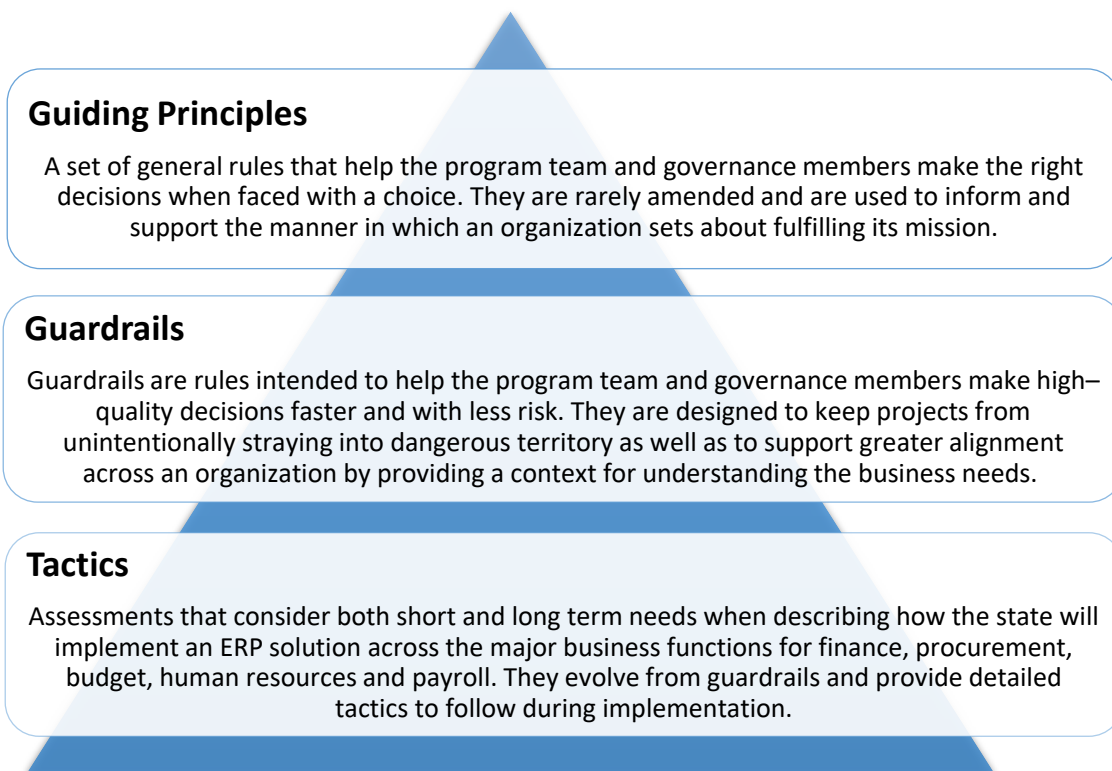 Guiding Principles
A set of general rules that help the program team and governance members make the right
decisions when faced with a choice. They are rarely amended and are used to inform and
support the manner in which an organization sets about fulfilling its mission.
Guardrails
Guardrails are rules intended to help the program team and governance members make high–
quality decisions faster and with less risk. They are designed to keep projects from
unintentionally straying into dangerous territory as well as to support greater alignment
across an organization by providing a context for understanding the business needs.
Tactics
Assessments that consider both short and long term needs when describing how the state will
implement an ERP solution across the major business functions for finance, procurement,
budget, human resources and payroll. They evolve from guardrails and provide detailed
tactics to follow during implementation.